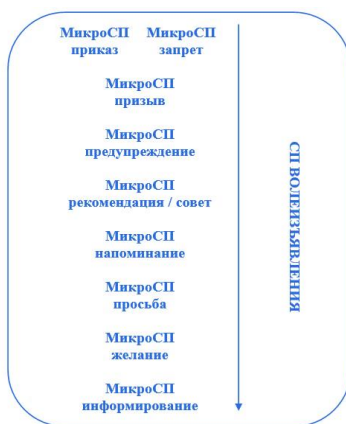 МикроСП МикроСП
приказ запрет
МикроСП
призыв
МикроСП
предупреждение
МикроСП
рекомендация / совет
МикроСП
напоминание
МикроСП
просьба
МикроСП
желание
МикроСП
информирование
СП ВОЛЕИЗЪЯВЛЕНИЯ